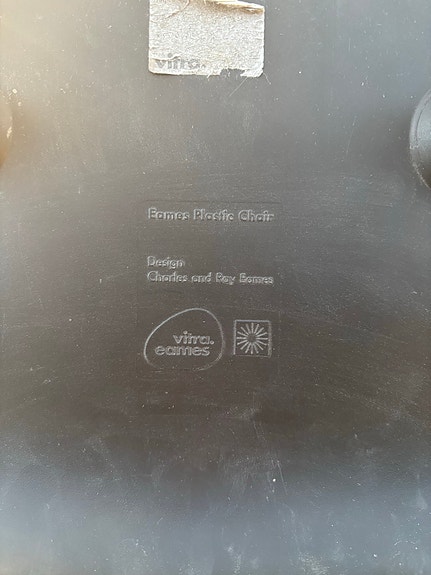 vitra.
Eames Plastic Chair
Design
Charles and Ray Eames
vitra.
eames